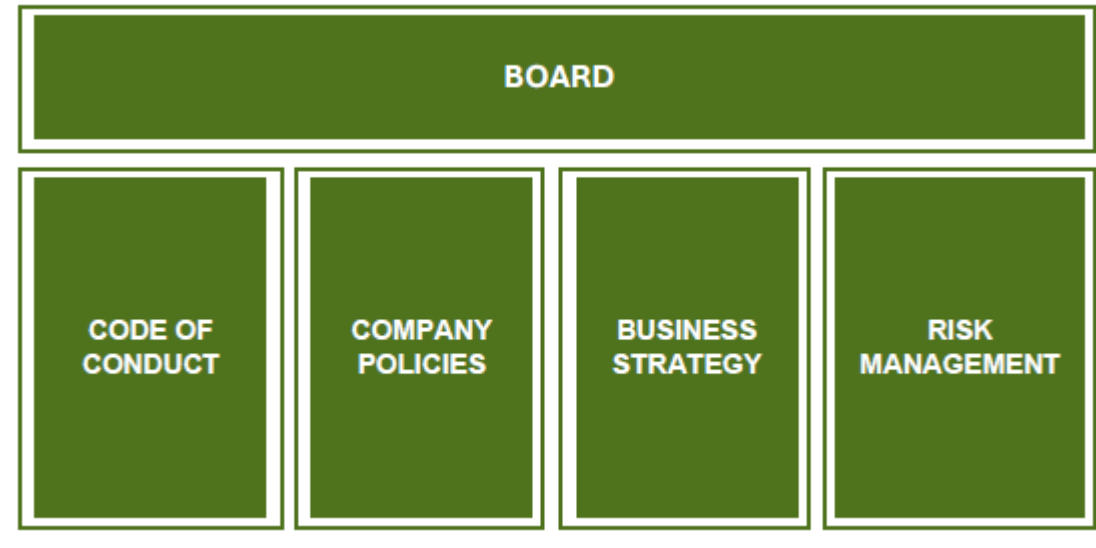 BOARD
CODE OF
CONDUCT
COMPANY
POLICIES
BUSINESS
STRATEGY
RISK
MANAGEMENT